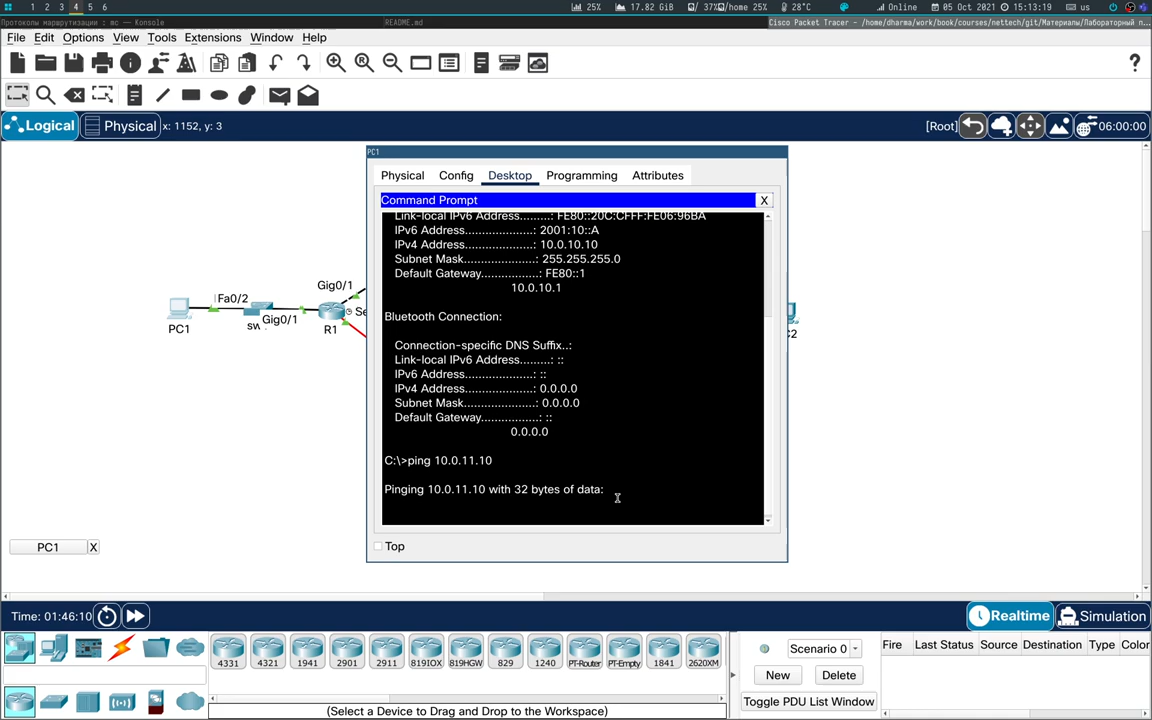 1 2 3 4 5 6
25% 17.82 GiB 37% /home 25% 28°C Online 05 Oct 2021 15:13:19 us
Протоколы маршрутизации : mc — Konsole README.md Cisco Packet Tracer - /home/dharma/work/book/courses/nettech/git/Материалы/Лабораторный п...
File Edit Options View Tools Extensions Window Help
?
Logical Physical x: 1152, y: 3 [Root] 06:00:00
PC1
Physical Config Desktop Programming Attributes
Command Prompt X
Link-local IPv6 Address.........: FE80::20C:CFFF:FE06:96BA
IPv6 Address......................: 2001:10::A
IPv4 Address......................: 10.0.10.10
Subnet Mask.....................: 255.255.255.0
Default Gateway.................: FE80::1
10.0.10.1
Bluetooth Connection:
Connection-specific DNS Suffix..:
Link-local IPv6 Address.........: ::
IPv6 Address......................: ::
IPv4 Address......................: 0.0.0.0
Subnet Mask.....................: 0.0.0.0
Default Gateway.................: ::
0.0.0.0
C:\>ping 10.0.11.10
Pinging 10.0.11.10 with 32 bytes of data:
Top
Gig0/1
Fa0/2
Gig0/1
Se
PC1
sw
R1
2
PC1 X
Time: 01:46:10 Realtime Simulation
4331 4321 1941 2901 2911 819IOX 819HGW 829 1240 PT-Router PT-Empty 1841 2620XM
Scenario 0
New Delete
Toggle PDU List Window
Fire Last Status Source Destination Type Color
(Select a Device to Drag and Drop to the Workspace)